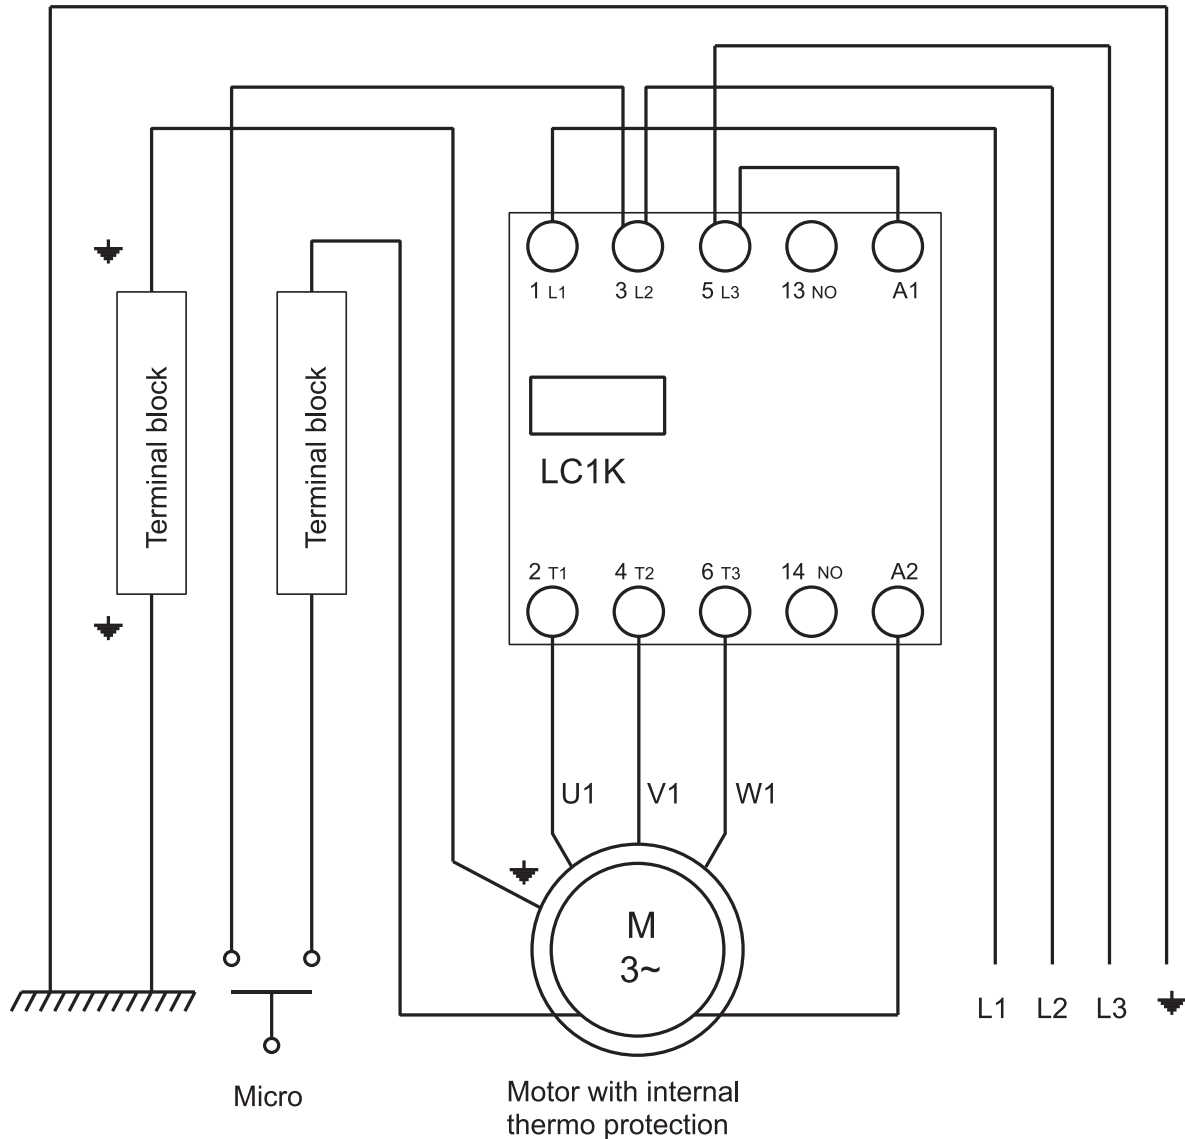 1 L1
3 L2
5 L3
13 NO
A1
Terminal block
Terminal block
LC1K
2 T1
4 T2
6 T3
14 NO
A2
U1
V1
W1
M
3~
L1
L2
L3
Micro
Motor with internal
thermo protection